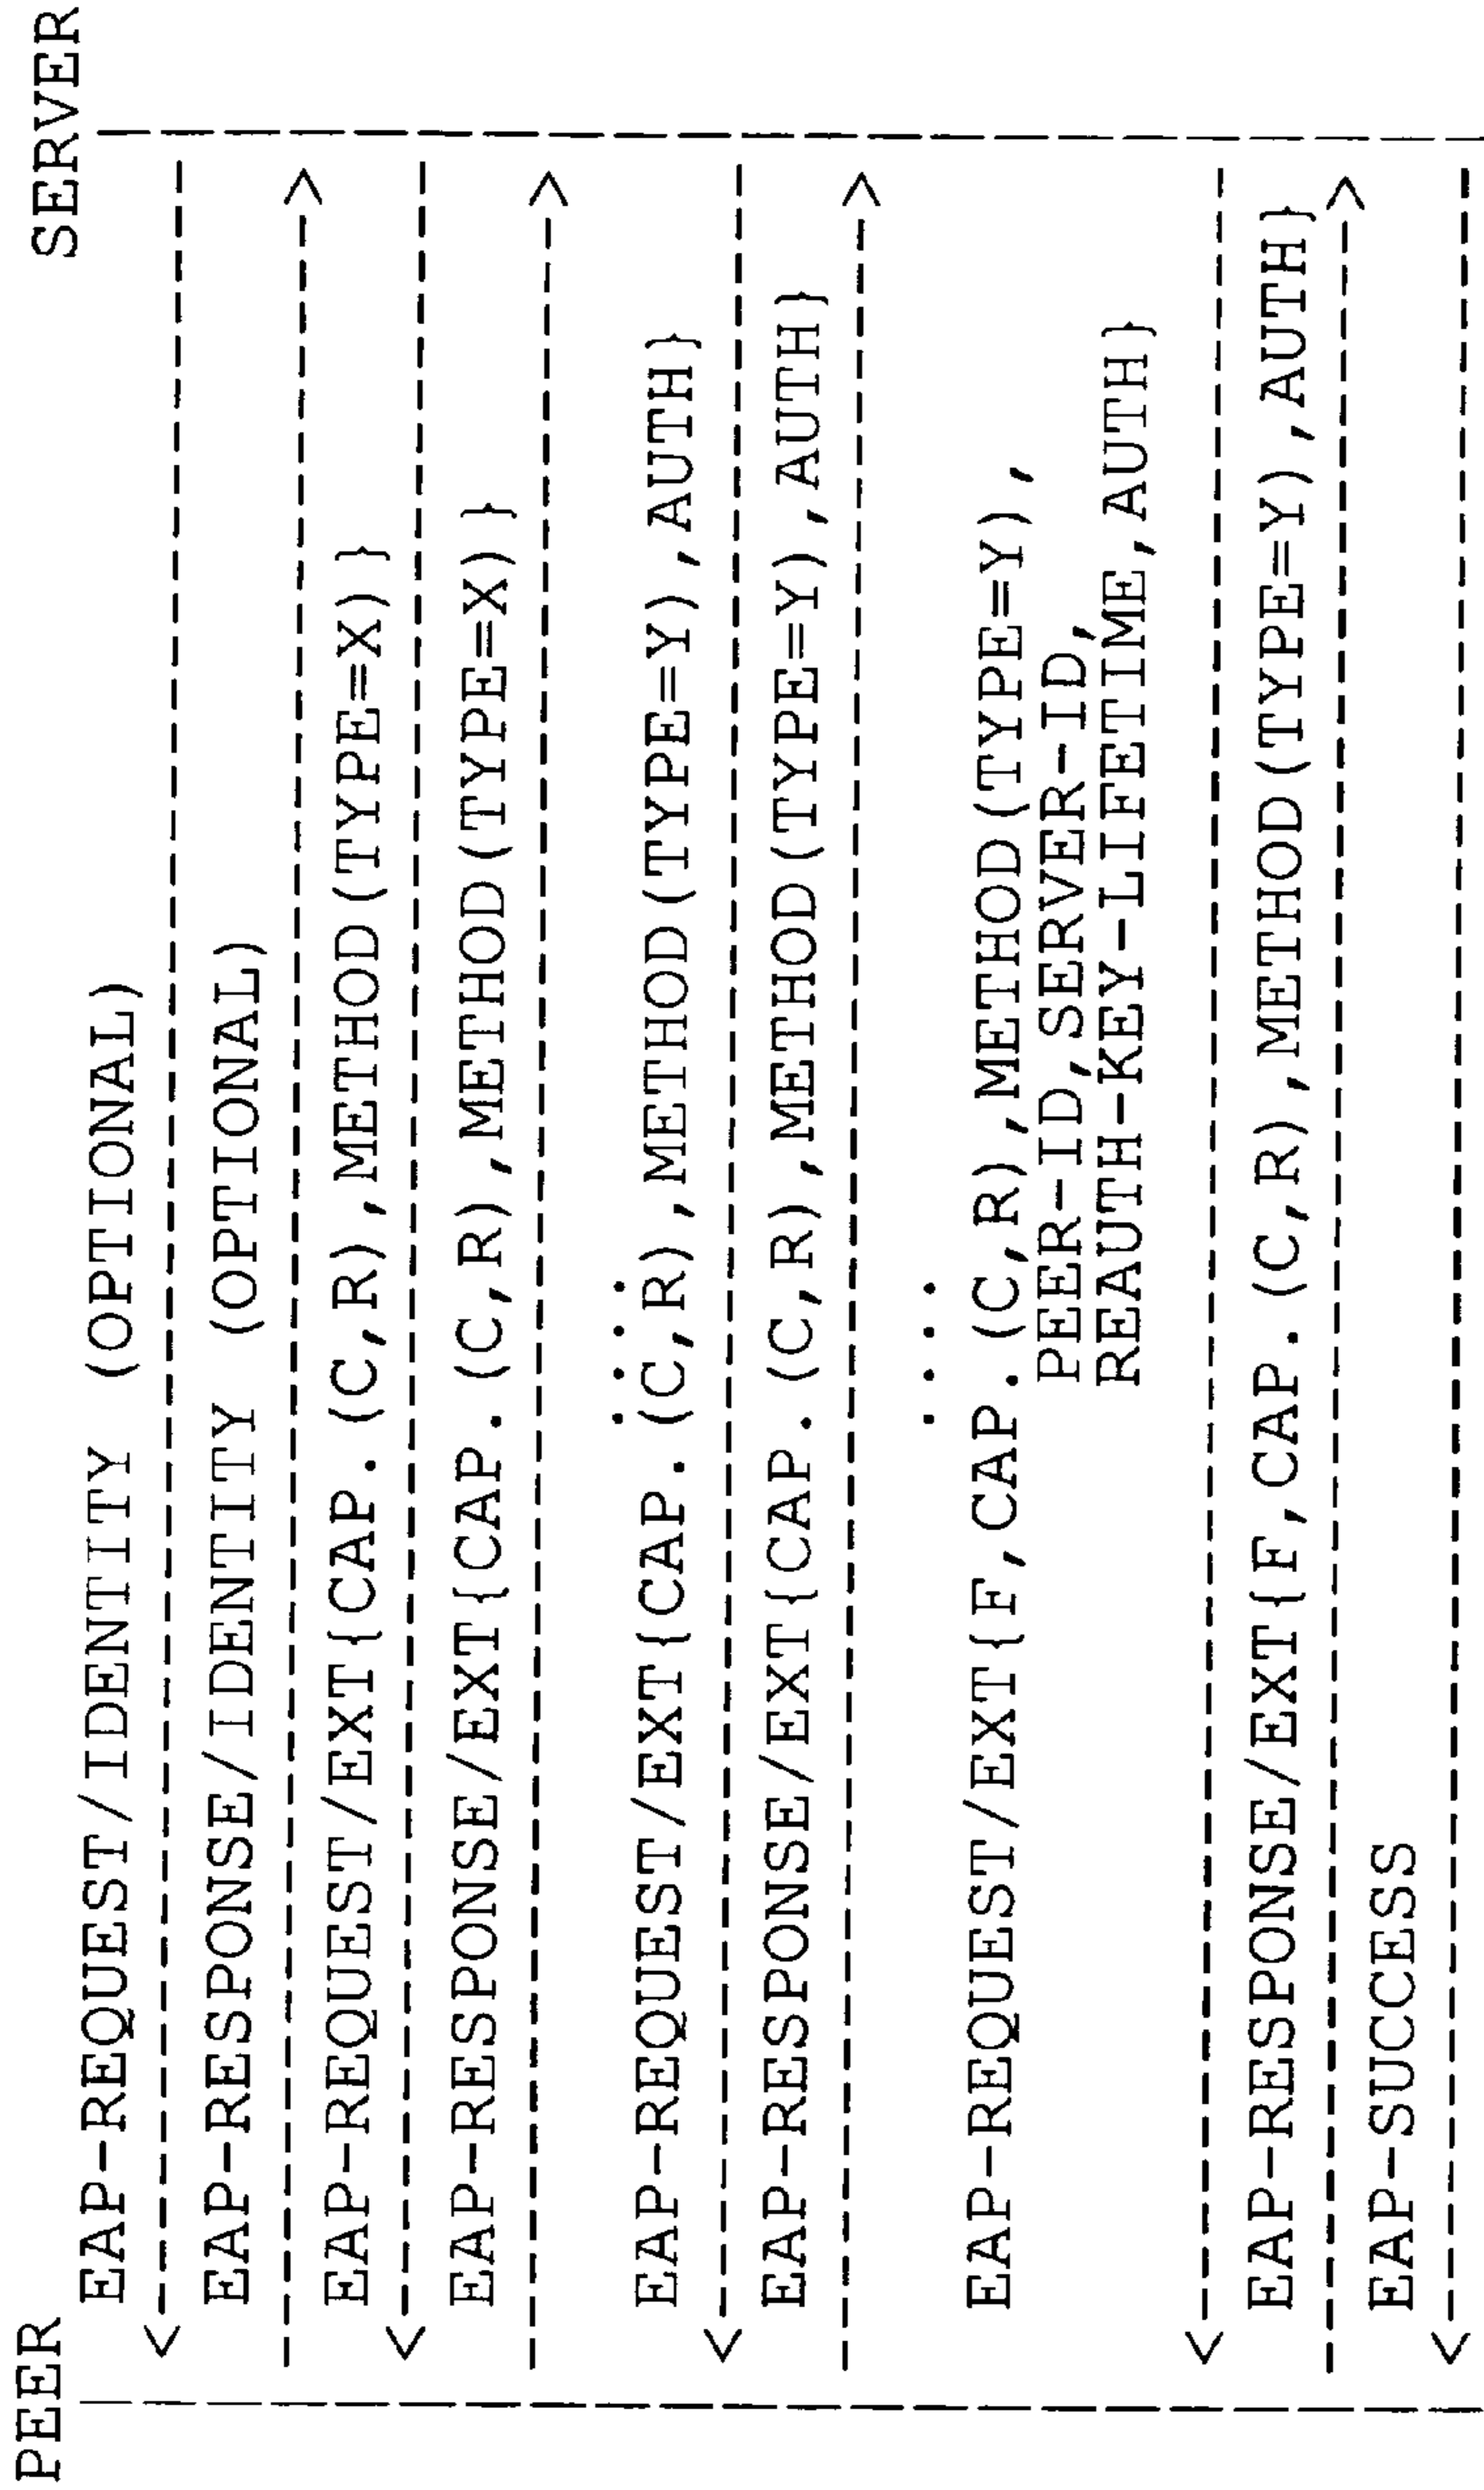 PEER SERVER
EAP-REQUEST/IDENTITY (OPTIONAL)
<---------------------------------
EAP-RESPONSE/IDENTITY (OPTIONAL)
--------------------------------->
EAP-REQUEST/EXT{CAP.(C,R),METHOD(TYPE=X)}
<---------------------------------
EAP-RESPONSE/EXT{CAP.(C,R),METHOD(TYPE=X)}
--------------------------------->
....
EAP-REQUEST/EXT{CAP.(C,R),METHOD(TYPE=Y),AUTH}
<---------------------------------
EAP-RESPONSE/EXT{CAP.(C,R),METHOD(TYPE=Y),AUTH}
--------------------------------->
....
EAP-REQUEST/EXT{F,CAP.(C,R),METHOD(TYPE=Y),
PEER-ID,SERVER-ID,
REAUTH-KEY-LIFETIME,AUTH}
<---------------------------------
EAP-RESPONSE/EXT{F,CAP.(C,R),METHOD(TYPE=Y),AUTH}
--------------------------------->
EAP-SUCCESS
<---------------------------------